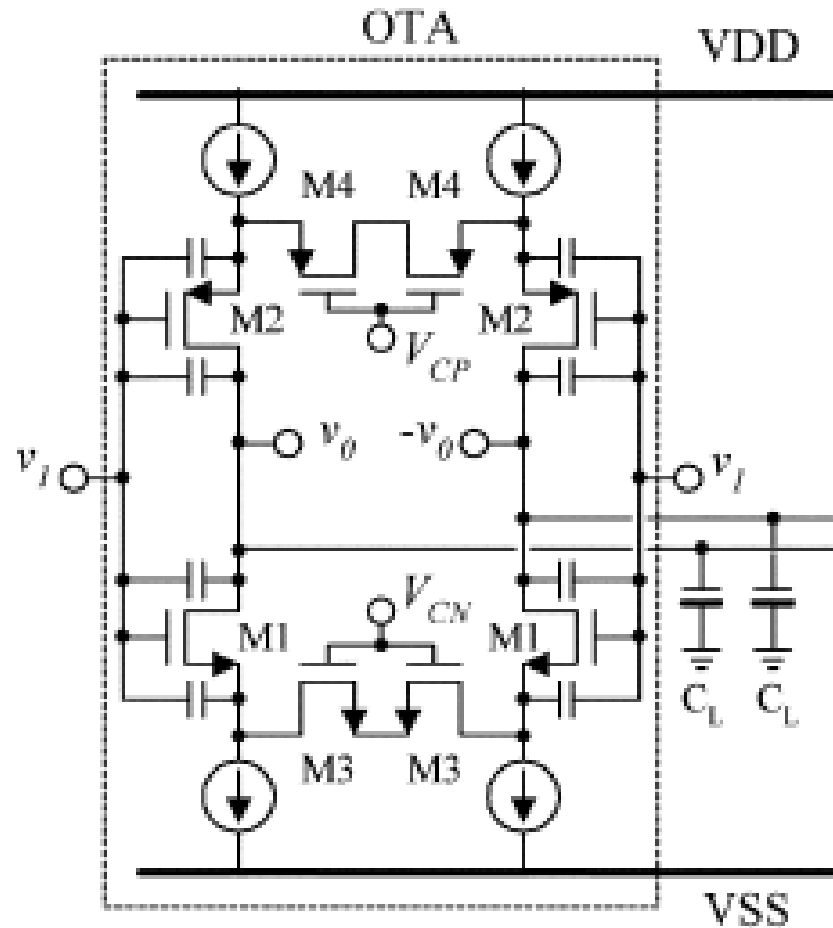 OTA
VDD
M4 M4
M2 M2
V_CP
v_0 -v_0
v_I v_I
V_CN
M1 M1
M3 M3
C_L C_L
VSS